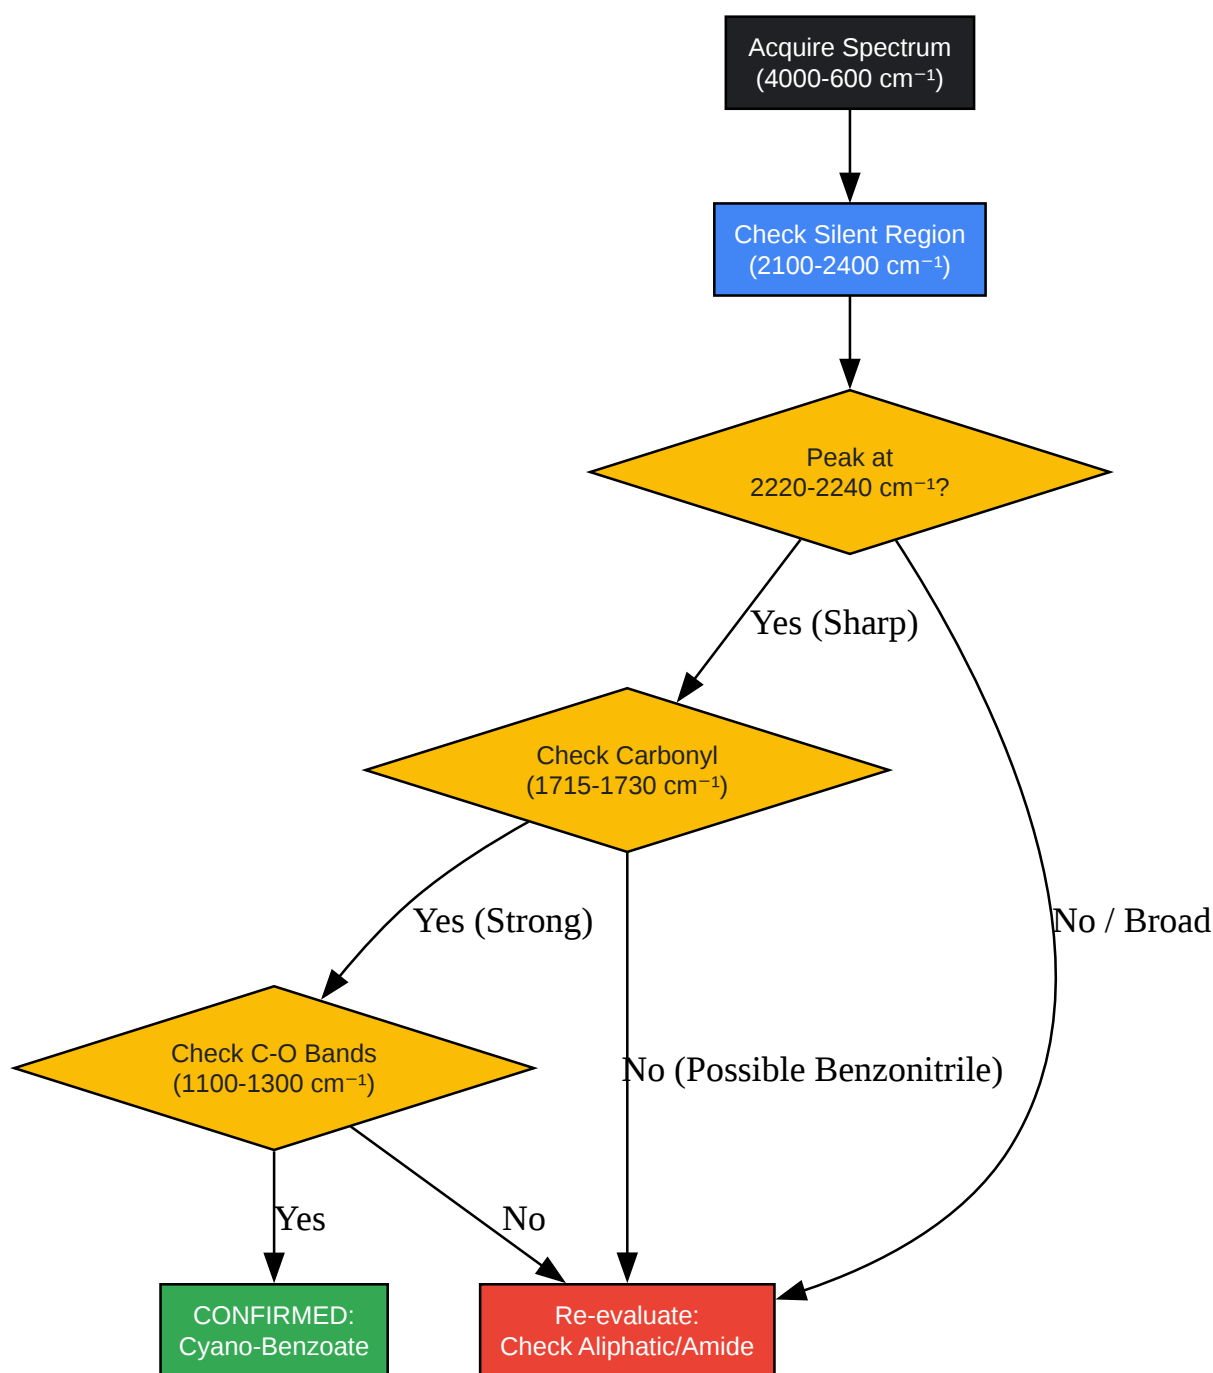 Acquire Spectrum
(4000-600 cm⁻¹)
Check Silent Region
(2100-2400 cm⁻¹)
Peak at
2220-2240 cm⁻¹?
Yes (Sharp)
Check Carbonyl
(1715-1730 cm⁻¹)
Yes (Strong)
No / Broad
Check C-O Bands
(1100-1300 cm⁻¹)
No (Possible Benzonitrile)
Yes
No
CONFIRMED:
Cyano-Benzoate
Re-evaluate:
Check Aliphatic/Amide